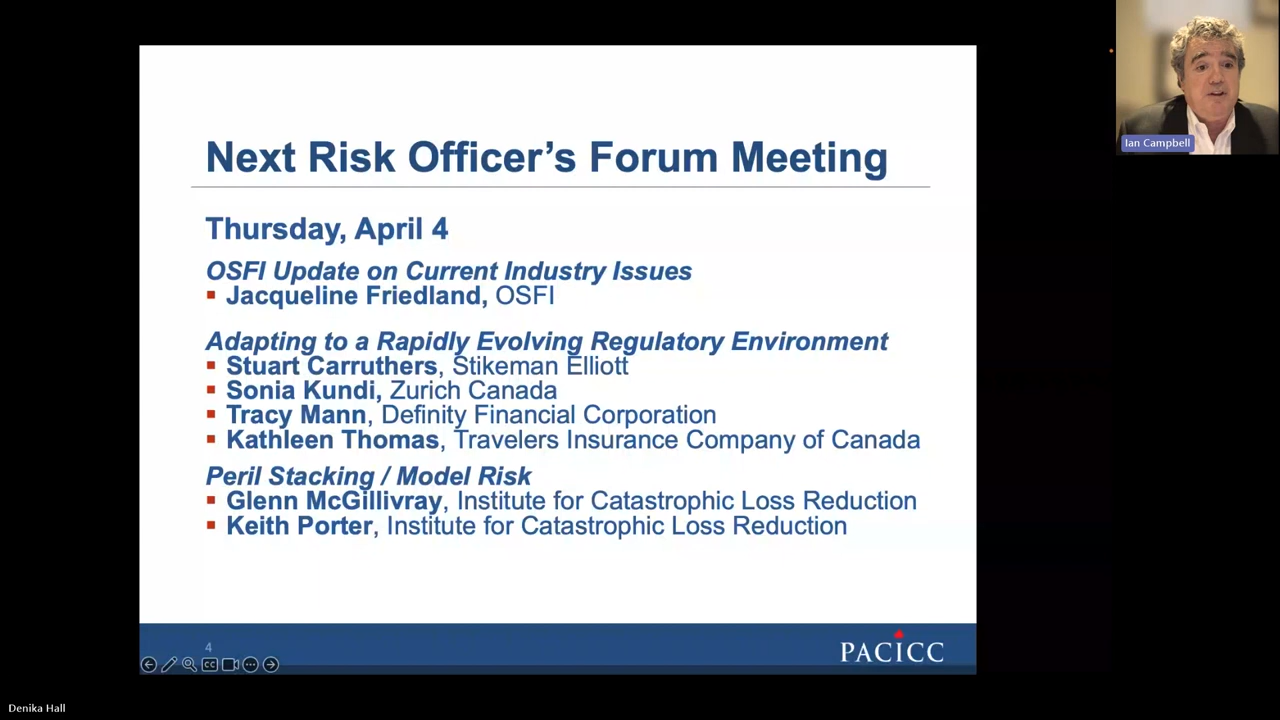 Next Risk Officer’s Forum Meeting
Thursday, April 4
OSFI Update on Current Industry Issues
▪ Jacqueline Friedland, OSFI
Adapting to a Rapidly Evolving Regulatory Environment
▪ Stuart Carruthers, Stikeman Elliott
▪ Sonia Kundi, Zurich Canada
▪ Tracy Mann, Definity Financial Corporation
▪ Kathleen Thomas, Travelers Insurance Company of Canada
Peril Stacking / Model Risk
▪ Glenn McGillivray, Institute for Catastrophic Loss Reduction
▪ Keith Porter, Institute for Catastrophic Loss Reduction
4
CC
PACICC
Ian Campbell
Denika Hall